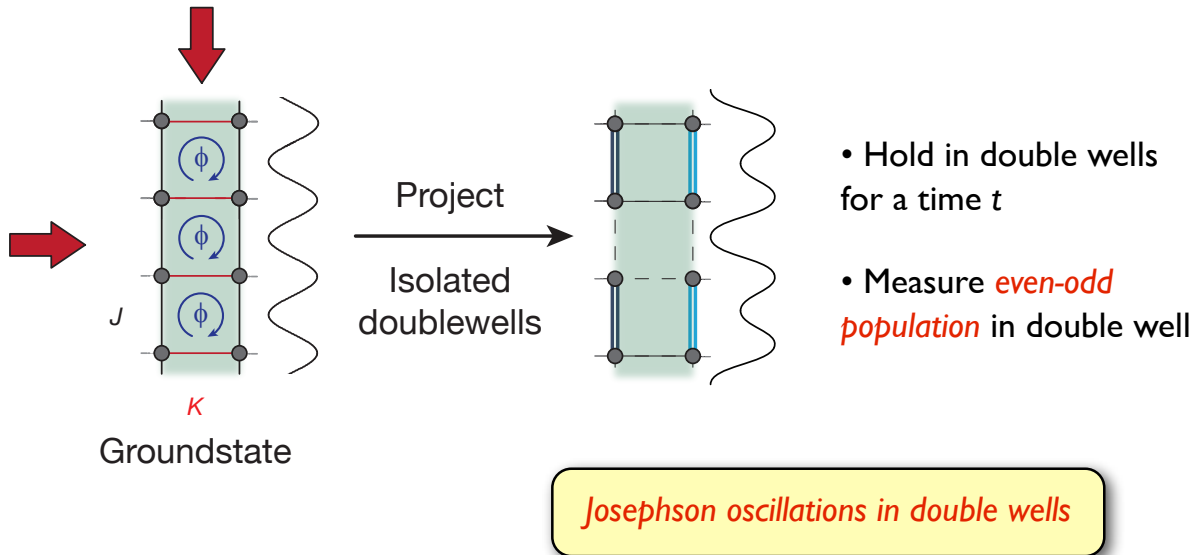 ϕ
ϕ
ϕ
J
K
Groundstate
Project
Isolated
doublewells
• Hold in double wells
for a time t
• Measure even-odd
population in double well
Josephson oscillations in double wells